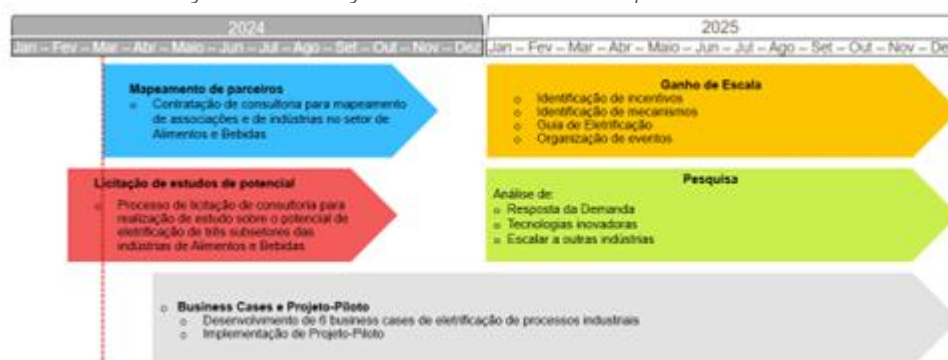 2024
2025
Jan – Fev – Mar – Abr – Maio – Jun – Jul – Ago – Set – Out – Nov – Dez
Jan – Fev – Mar – Abr – Maio – Jun – Jul – Ago – Set – Out – Nov – De
Mapeamento de parceiros
o Contratação de consultoria para mapeamento
de associações e de indústrias no setor de
Alimentos e Bebidas
Ganho de Escala
o Identificação de incentivos
o Identificação de mecanismos
o Guia de Eletrificação
o Organização de eventos
Licitação de estudos de potencial
o Processo de licitação de consultoria para
realização de estudo sobre o potencial de
eletrificação de três subsetores das
indústrias de Alimentos e Bebidas
Pesquisa
Análise de:
o Resposta da Demanda
o Tecnologias inovadoras
o Escalar a outras indústrias
o Business Cases e Projeto-Piloto
o Desenvolvimento de 6 business cases de eletrificação de processos industriais
o Implementação de Projeto-Piloto